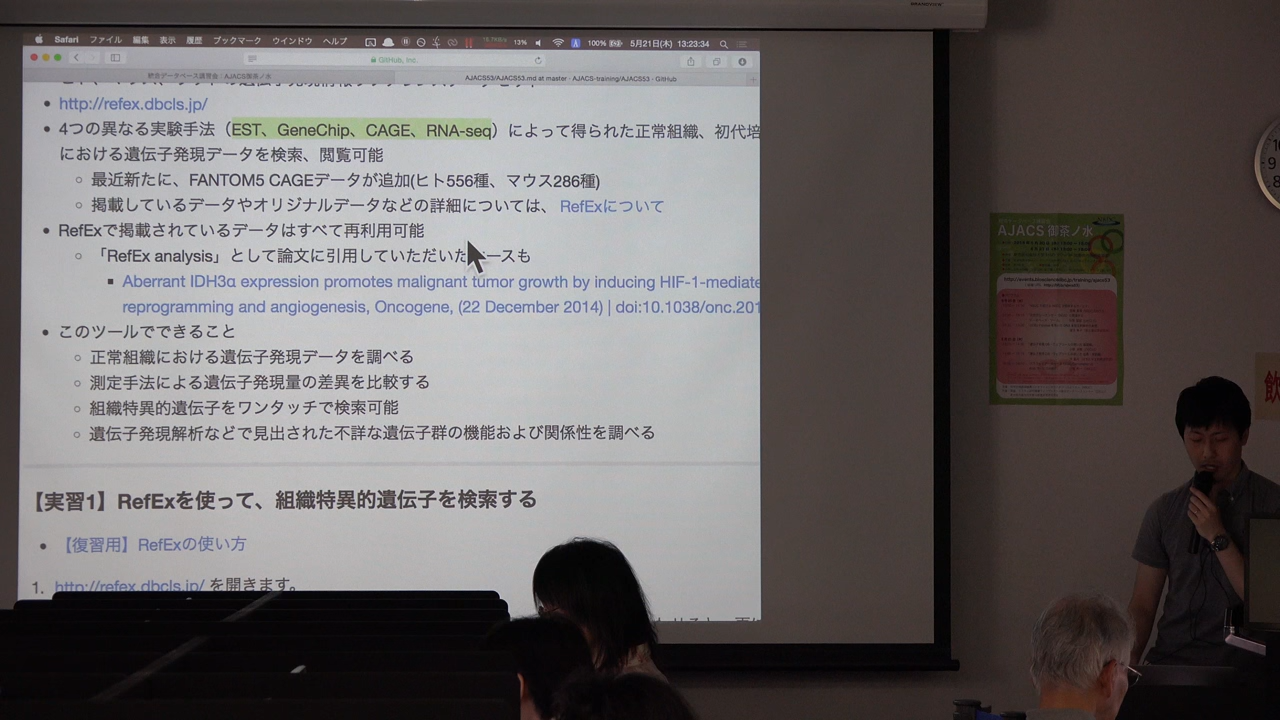 Safari ファイル 編集 表示 履歴 ブックマーク ウインドウ ヘルプ 13% 100% 5月21日(木) 13:23:34
GitHub, Inc.
AJACS53/AJACS53.md at master · AJACS-training/AJACS53 · GitHub
http://refex.dbcls.jp/
4つの異なる実験手法（EST、GeneChip、CAGE、RNA-seq）によって得られた正常組織、初代培
における遺伝子発現データを検索、閲覧可能
最近新たに、FANTOM5 CAGEデータが追加(ヒト556種、マウス286種)
掲載しているデータやオリジナルデータなどの詳細については、 RefExについて
RefExで掲載されているデータはすべて再利用可能
「RefEx analysis」として論文に引用していただいたケースも
Aberrant IDH3α expression promotes malignant tumor growth by inducing HIF-1-mediate
reprogramming and angiogenesis, Oncogene, (22 December 2014) | doi:10.1038/onc.201
このツールでできること
正常組織における遺伝子発現データを調べる
測定手法による遺伝子発現量の差異を比較する
組織特異的遺伝子をワンタッチで検索可能
遺伝子発現解析などで見出された不詳な遺伝子群の機能および関係性を調べる
【実習1】RefExを使って、組織特異的遺伝子を検索する
【復習用】RefExの使い方
1. http://refex.dbcls.jp/ を開きます。
AJACS 御茶ノ水
10
9
8
飲